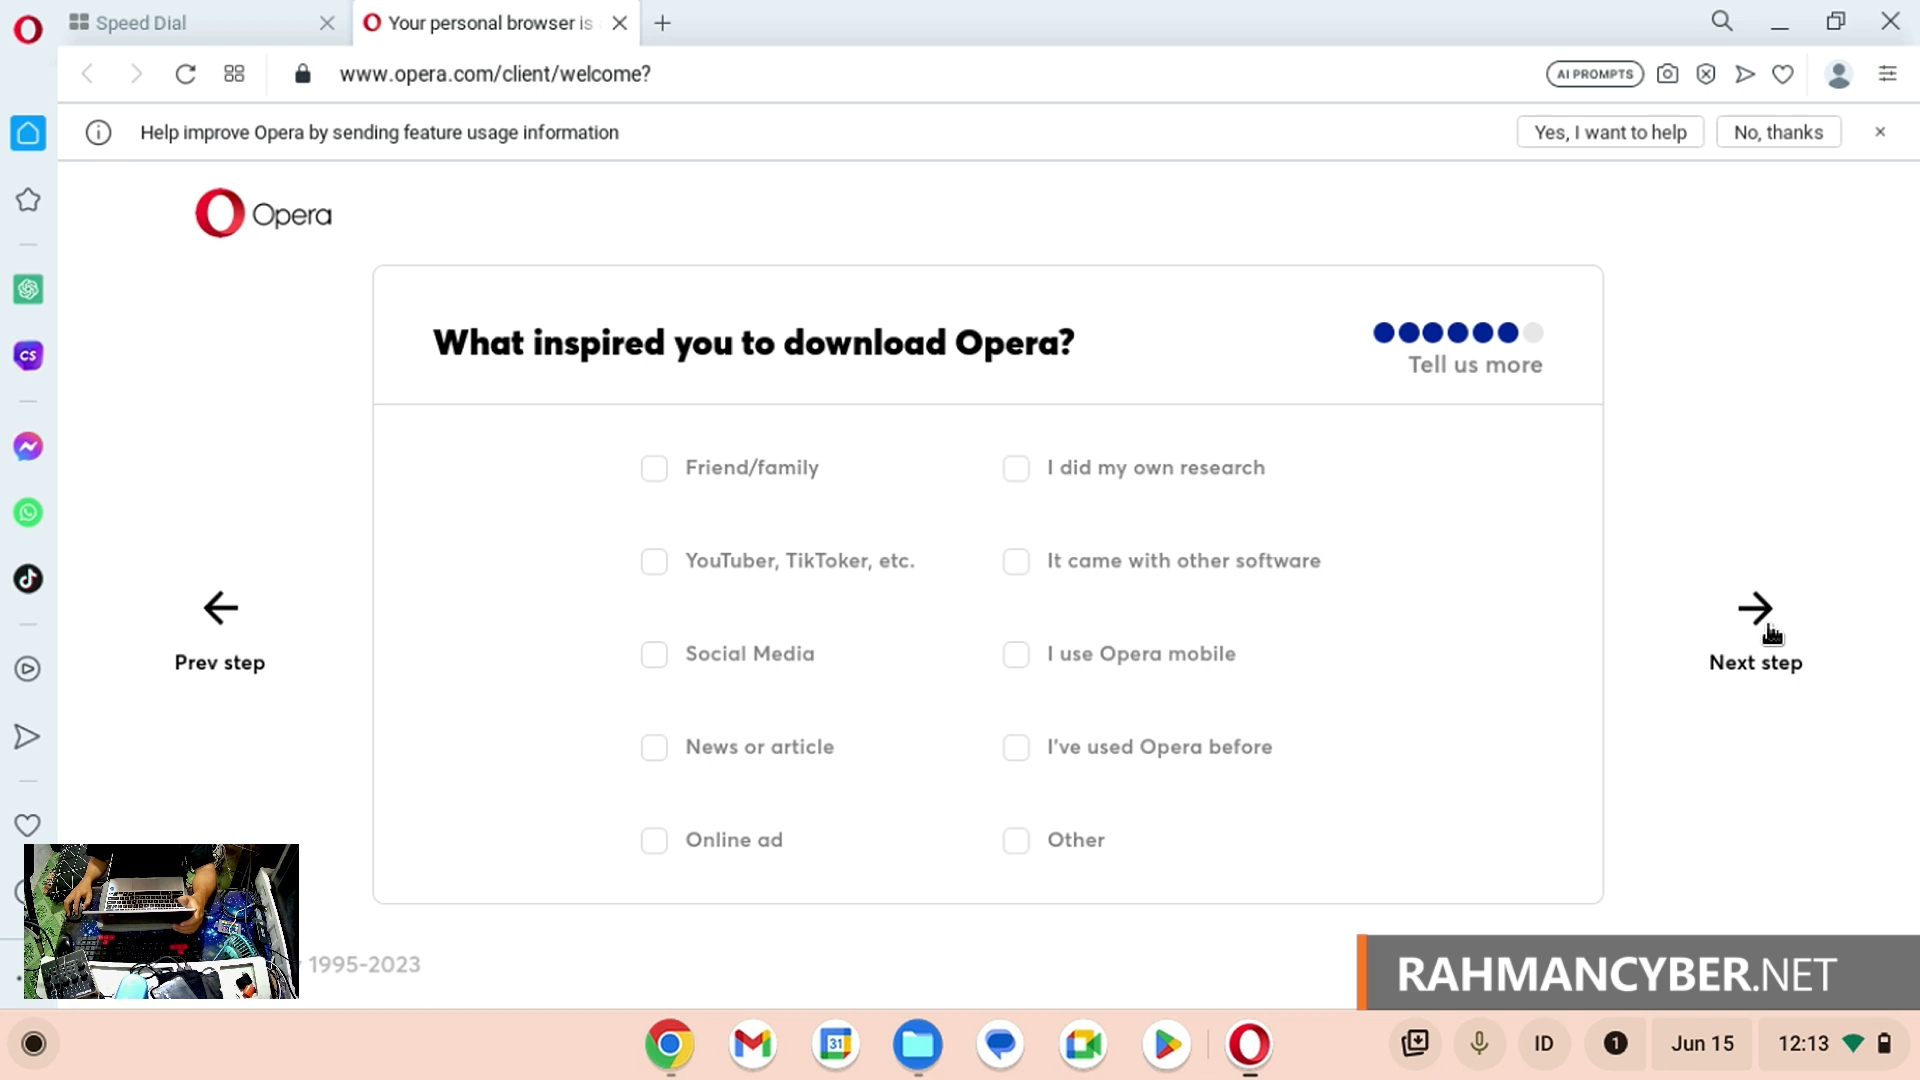 Speed Dial
Your personal browser is
www.opera.com/client/welcome?
AI PROMPTS
Help improve Opera by sending feature usage information
Yes, I want to help
No, thanks
Opera
What inspired you to download Opera?
Tell us more
Friend/family
I did my own research
YouTuber, TikToker, etc.
It came with other software
Social Media
I use Opera mobile
News or article
I've used Opera before
Online ad
Other
Prev step
Next step
CS
1995-2023
RAHMANCYBER.NET
31
ID
1
Jun 15
12:13